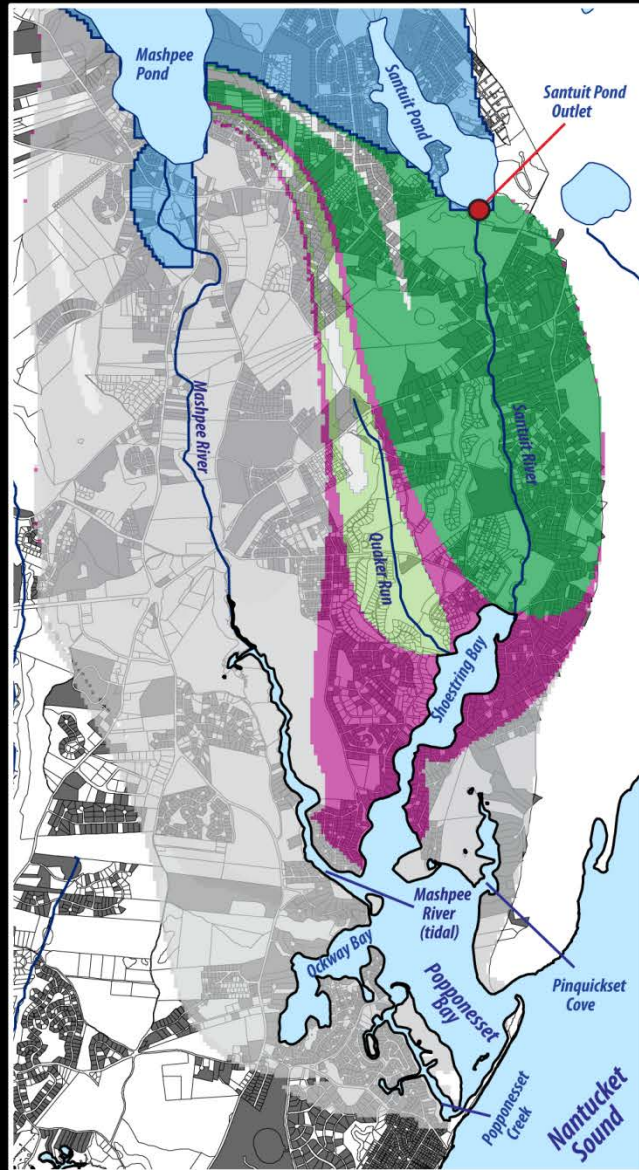 Mashpee
Pond
Santuit Pond
Santuit Pond
Outlet
Mashpee River
Santuit River
Quaker Run
Shoestring Bay
Mashpee
River
(tidal)
Ockway Bay
Popponesset
Bay
Pinquickset
Cove
Popponesset
Creek
Nantucket
Sound